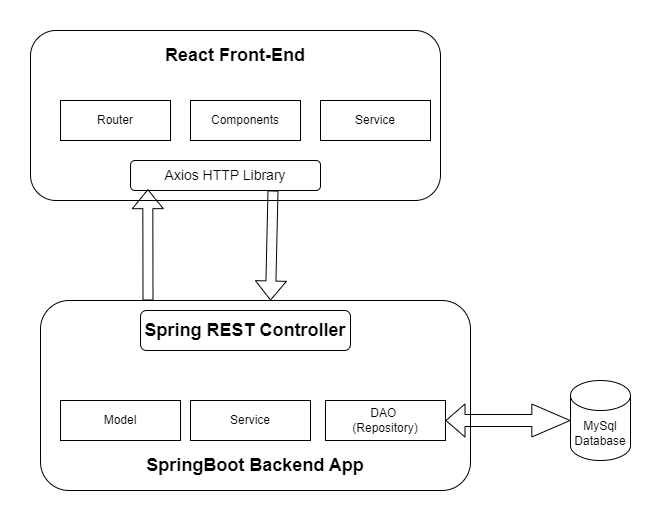 React Front-End
Router
Components
Service
Axios HTTP Library
Spring REST Controller
Model
Service
DAO
(Repository)
MySql
Database
SpringBoot Backend App